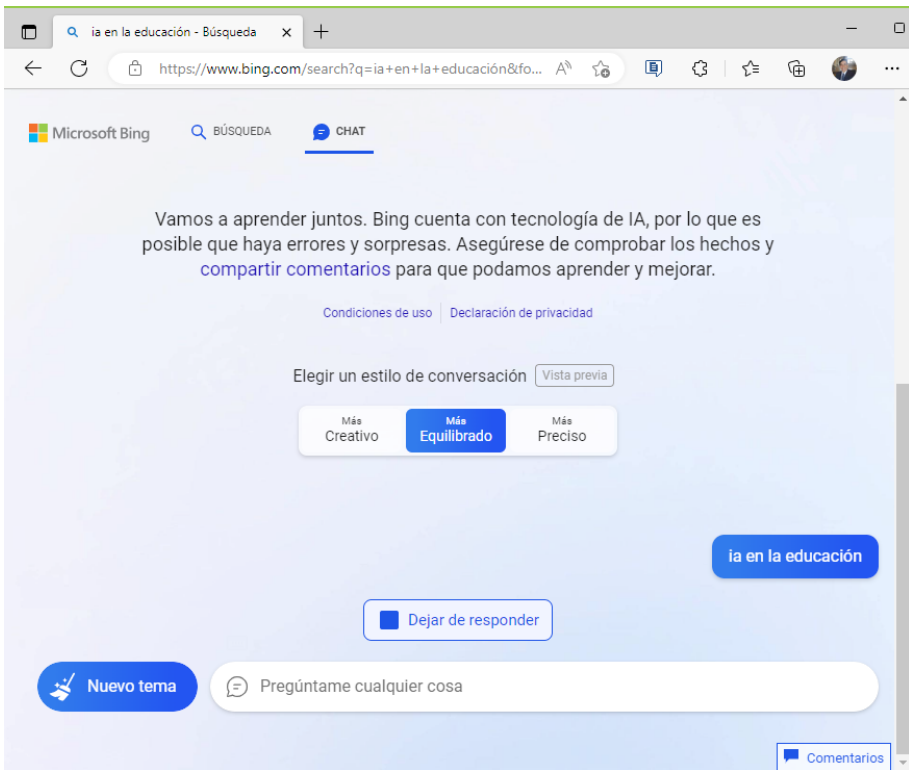 ia en la educación - Búsqueda
https://www.bing.com/search?q=ia+en+la+educación&fo...
Microsoft Bing
BÚSQUEDA
CHAT
Vamos a aprender juntos. Bing cuenta con tecnología de IA, por lo que es
posible que haya errores y sorpresas. Asegúrese de comprobar los hechos y
compartir comentarios para que podamos aprender y mejorar.
Condiciones de uso
Declaración de privacidad
Elegir un estilo de conversación
Vista previa
Más
Creativo
Más
Equilibrado
Más
Preciso
ia en la educación
Dejar de responder
Nuevo tema
Pregúntame cualquier cosa
Comentarios